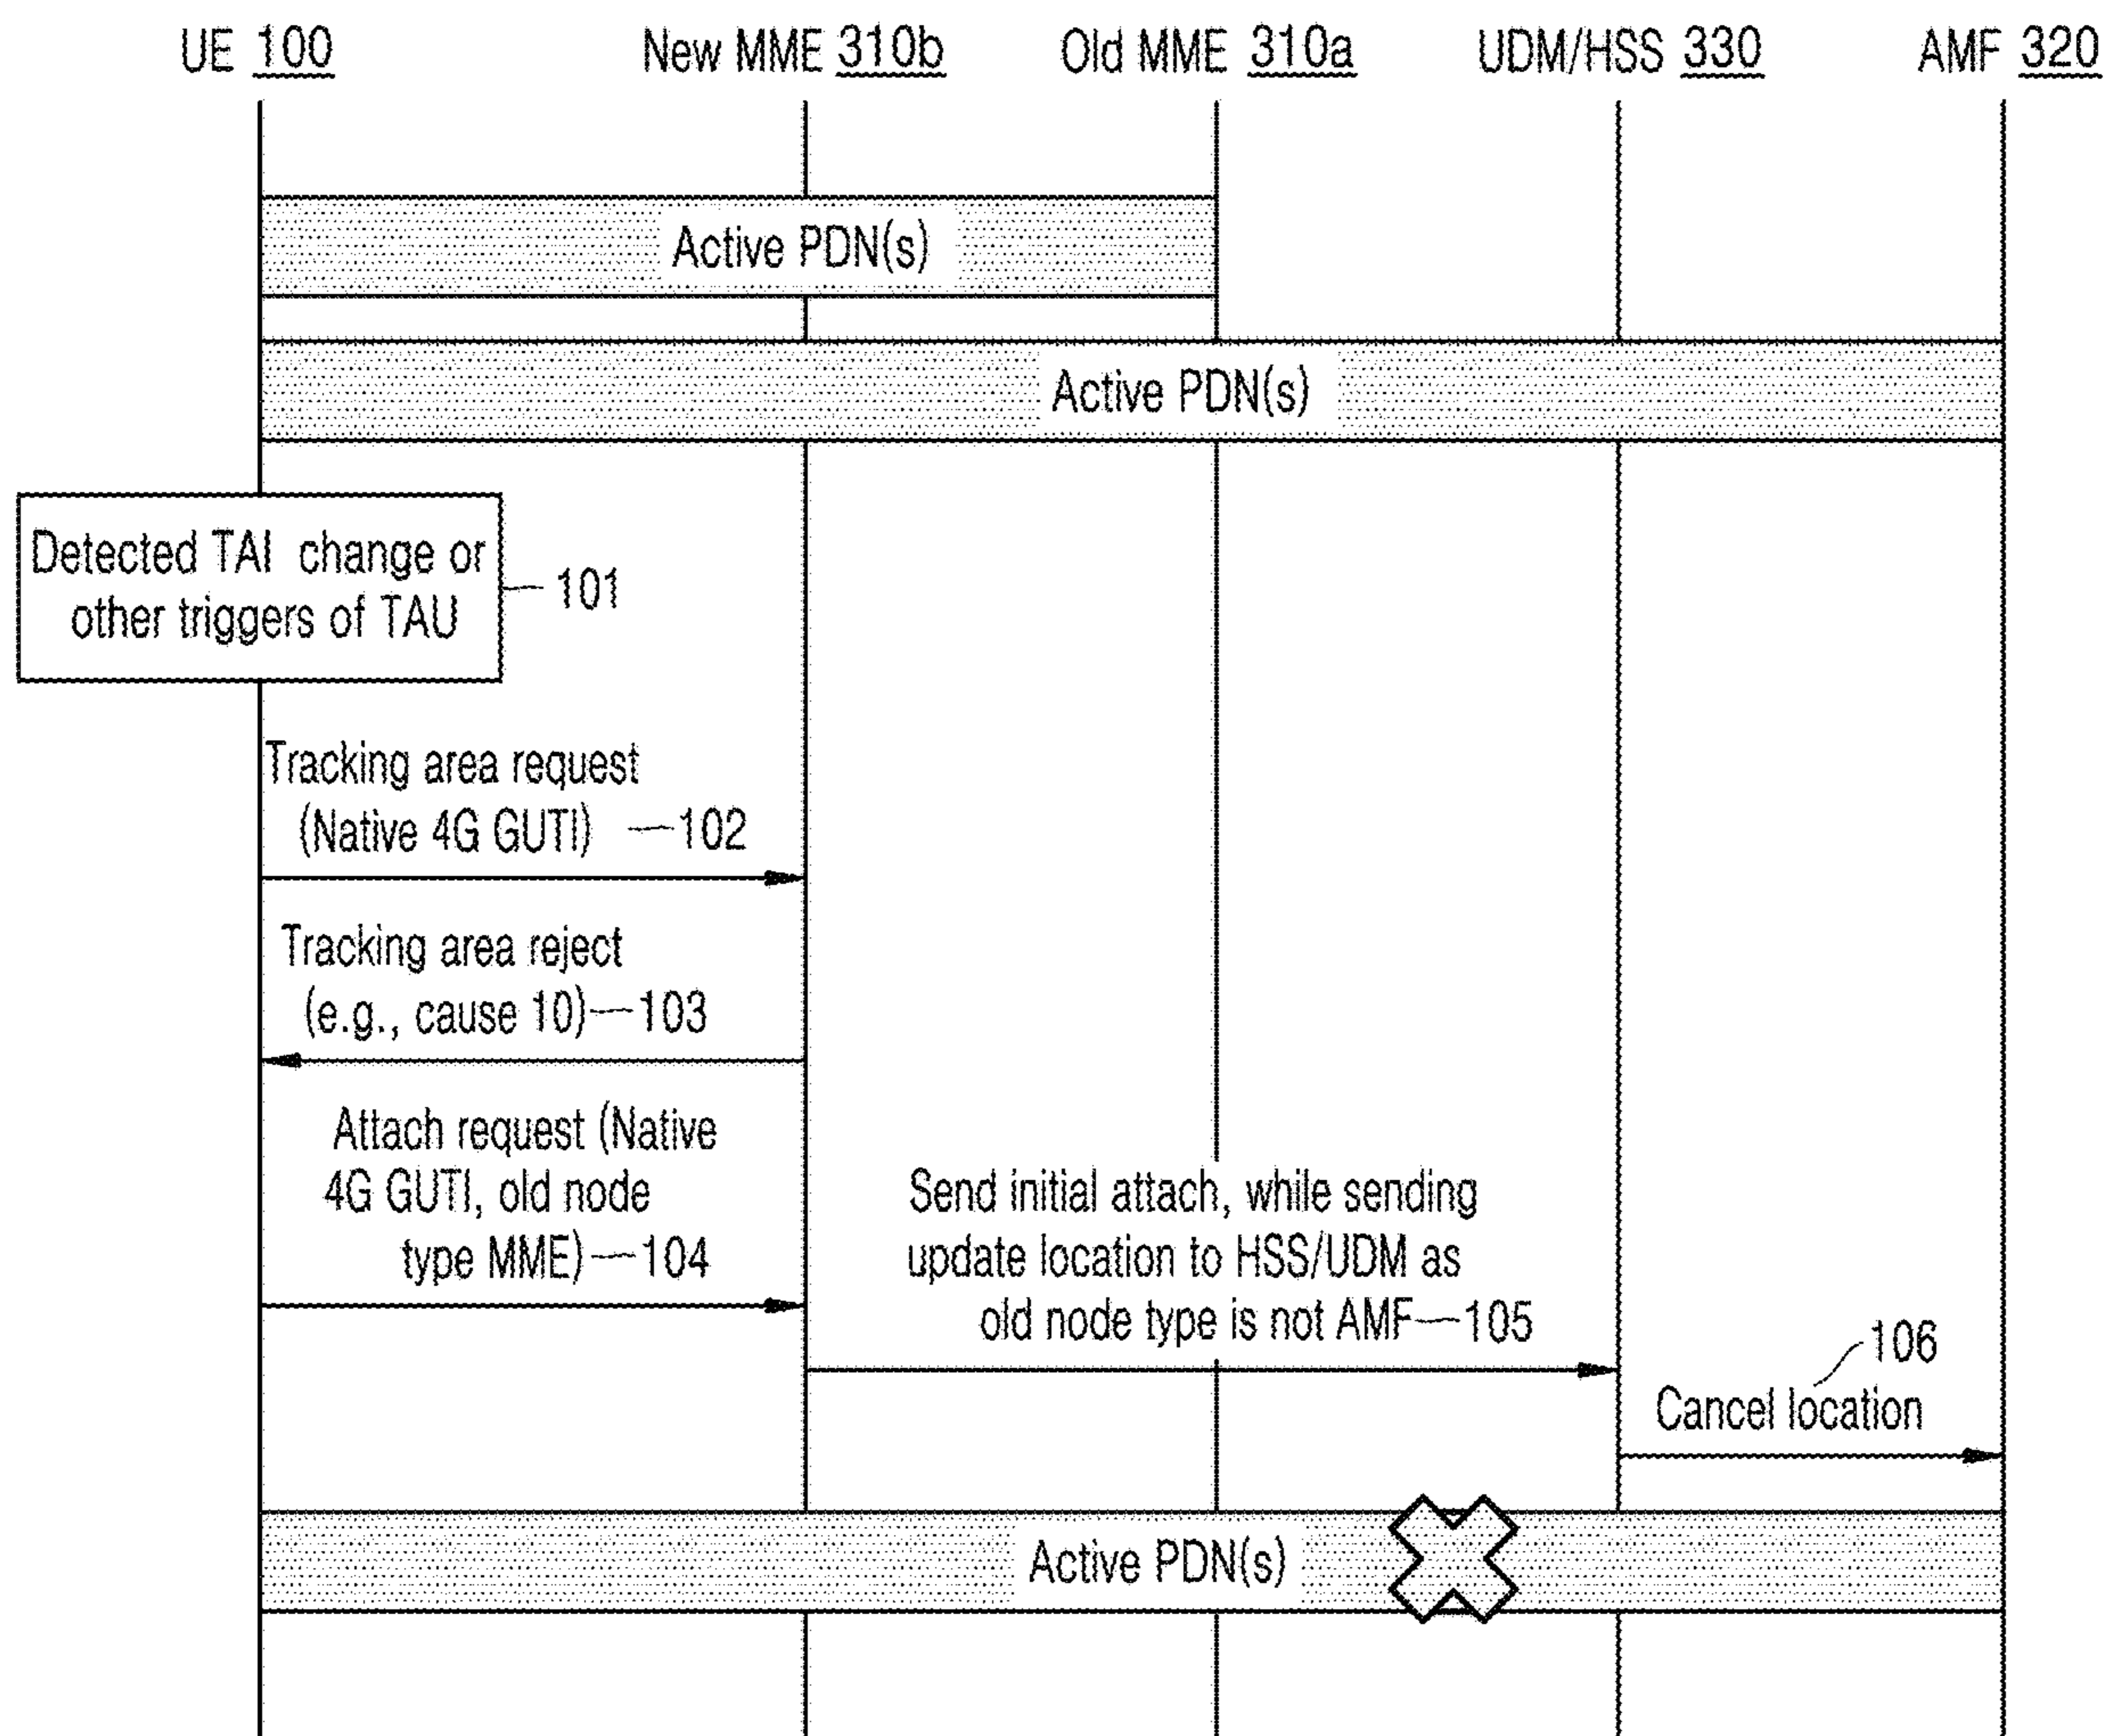 UE 100 New MME 310b Old MME 310a UDM/HSS 330 AMF 320
Active PDN(s)
Active PDN(s)
Detected TAI change or
other triggers of TAU
101
Tracking area request
(Native 4G GUTI) 102
Tracking area reject
(e.g., cause 10) 103
Attach request (Native
4G GUTI, old node
type MME) 104
Send initial attach, while sending
update location to HSS/UDM as
old node type is not AMF 105
106
Cancel location
Active PDN(s)